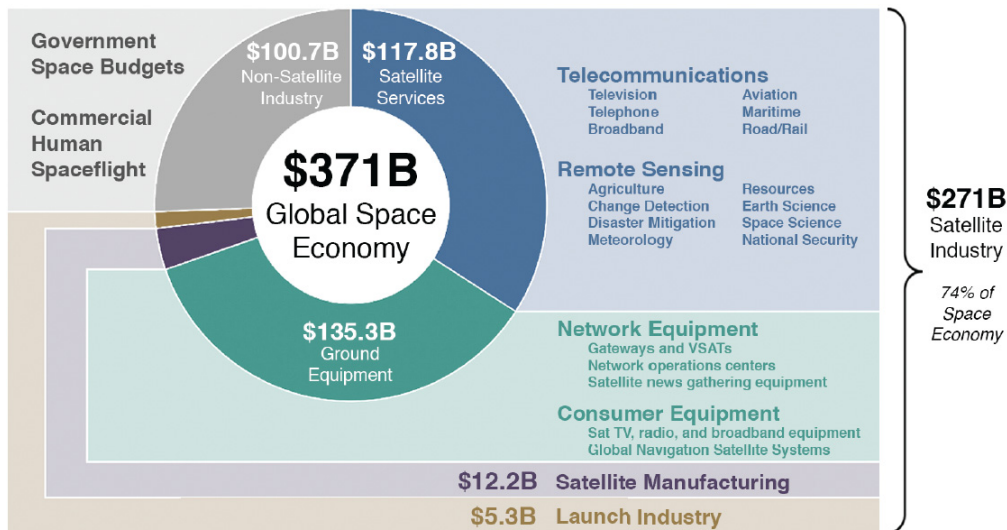 Government
Space Budgets
Commercial
Human
Spaceflight
$100.7B
Non-Satellite
Industry
$117.8B
Satellite
Services
$371B
Global Space
Economy
$135.3B
Ground
Equipment
Telecommunications
Television Aviation
Telephone Maritime
Broadband Road/Rail
Remote Sensing
Agriculture Resources
Change Detection Earth Science
Disaster Mitigation Space Science
Meteorology National Security
Network Equipment
Gateways and VSATs
Network operations centers
Satellite news gathering equipment
Consumer Equipment
Sat TV, radio, and broadband equipment
Global Navigation Satellite Systems
$12.2B Satellite Manufacturing
$5.3B Launch Industry
$271B
Satellite
Industry
74% of
Space
Economy